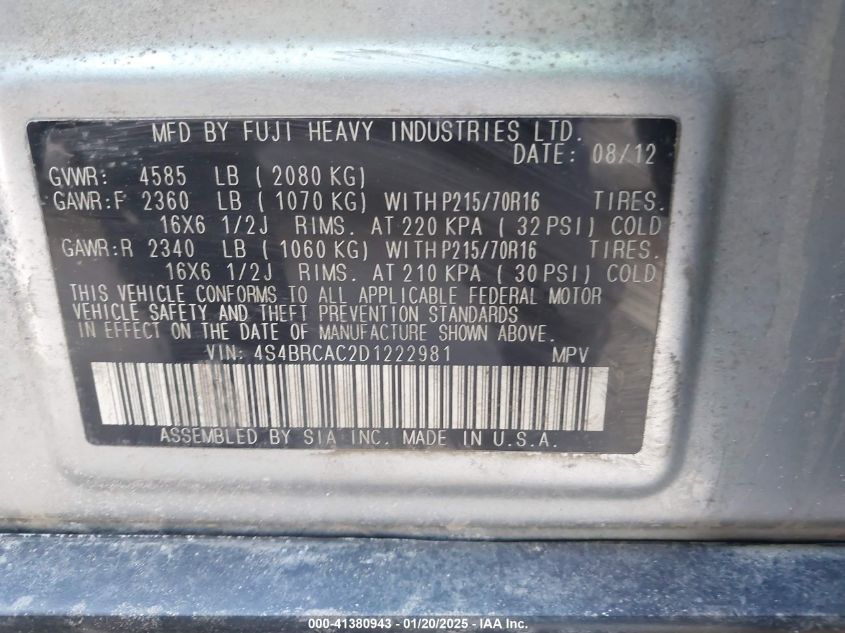 MFD BY FUJI HEAVY INDUSTRIES LTD.
DATE: 08/12
GVWR: 4585 LB ( 2080 KG)
GAWR:F 2360 LB ( 1070 KG) WITH P215/70R16 TIRES.
16X6 1/2J RIMS. AT 220 KPA ( 32 PSI) COLD
GAWR:R 2340 LB ( 1060 KG) WITH P215/70R16 TIRES.
16X6 1/2J RIMS. AT 210 KPA ( 30 PSI) COLD
THIS VEHICLE CONFORMS TO ALL APPLICABLE FEDERAL MOTOR
VEHICLE SAFETY AND THEFT PREVENTION STANDARDS
IN EFFECT ON THE DATE OF MANUFACTURE SHOWN ABOVE.
VIN: 4S4BRCAC2D1222981 MPV
ASSEMBLED BY SIA INC. MADE IN U.S.A.
000-41380943 - 01/20/2025 - IAA Inc.